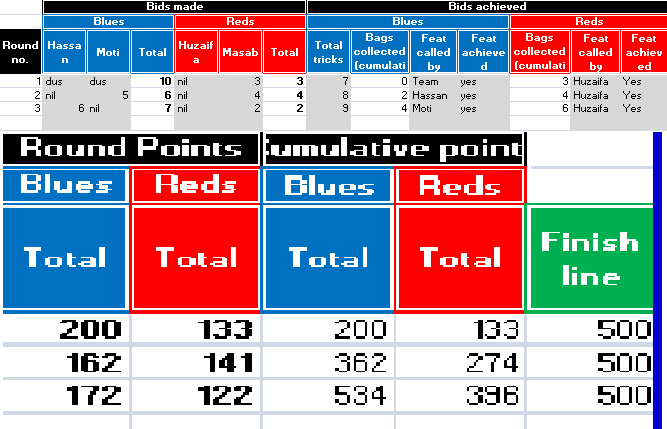 Bids made Bids achieved
Blues Reds Blues Reds
Round no. Hassan Moti Total Huzaifa Masab Total Total tricks Bags collected (cumulati Feat called by Feat achieved Bags collected (cumulati Feat called by Feat achieved
1 dus dus 10 nil 3 3 7 0 Team yes 3 Huzaifa Yes
2 nil 5 6 nil 4 4 8 2 Hassan yes 4 Huzaifa Yes
3 6 nil 7 nil 2 2 9 4 Moti yes 6 Huzaifa Yes
Round Points Cumulative point
Blues Reds Blues Reds
Total Total Total Total Finish line
200 133 200 133 500
162 141 362 274 500
172 122 534 396 500